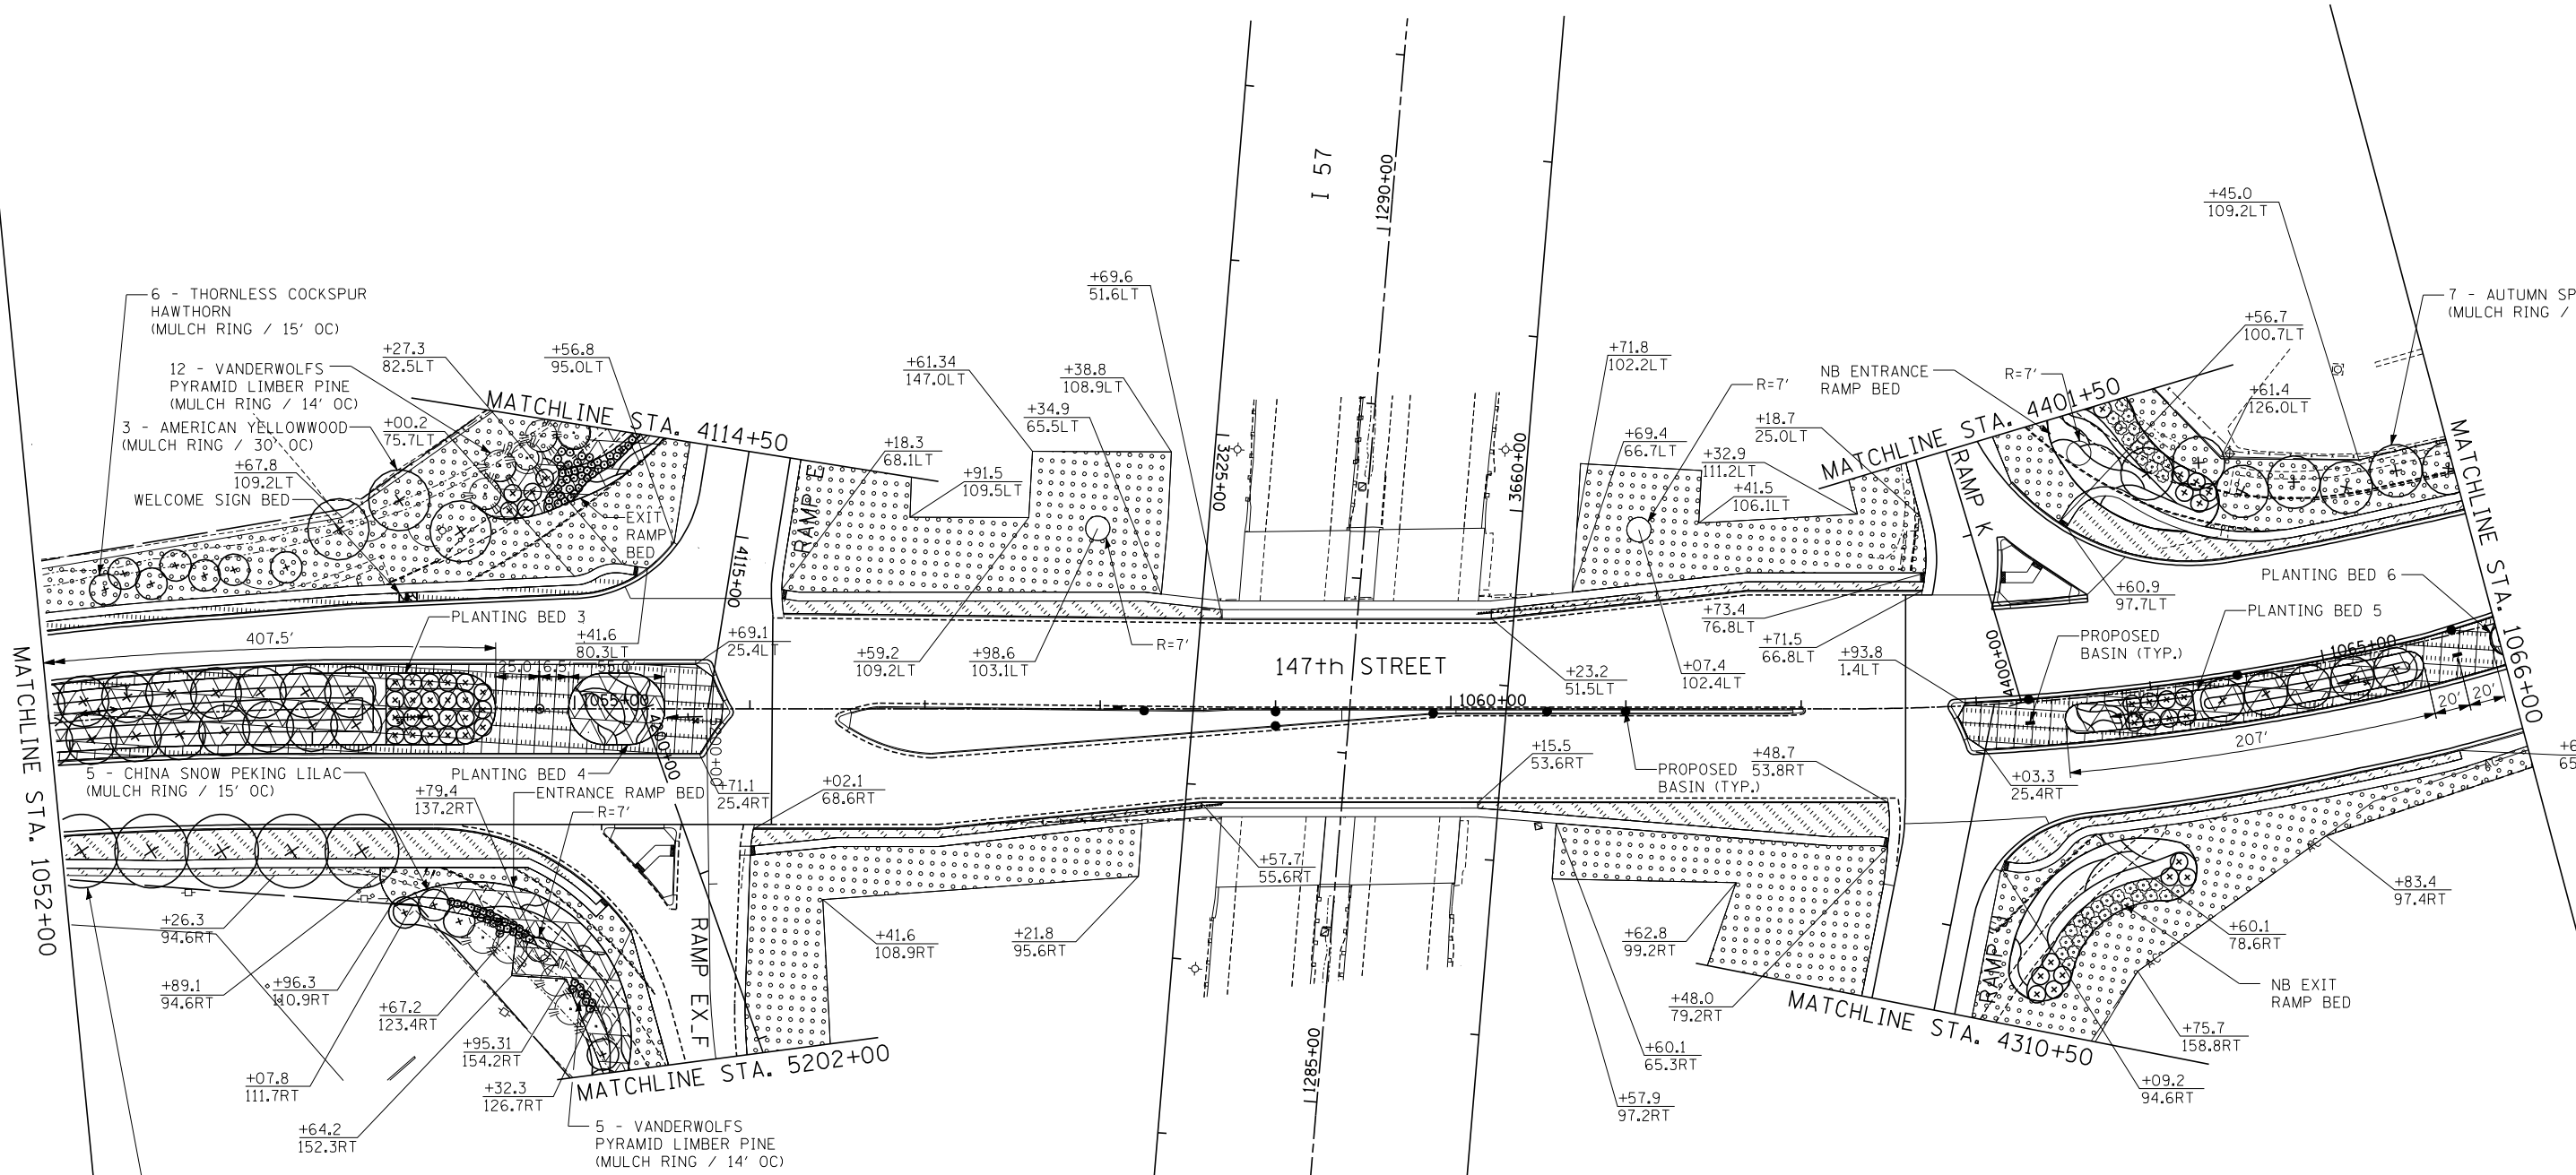 I 57
1290+00
+45.0
109.2LT
6 - THORNLESS COCKSPUR
HAWTHORN
(MULCH RING / 15' OC)
12 - VANDERWOLFS
PYRAMID LIMBER PINE
(MULCH RING / 14' OC)
3 - AMERICAN YELLOWWOOD
(MULCH RING / 30' OC)
+67.8
109.2LT
WELCOME SIGN BED
+27.3
82.5LT
+00.2
75.7LT
+56.8
95.0LT
MATCHLINE STA. 4114+50
EXIT
RAMP
BED
4115+00
RAMP E
+18.3
68.1LT
+61.34
147.0LT
+91.5
109.5LT
+34.9
65.5LT
+38.8
108.9LT
+69.6
51.6LT
3225+00
3660+00
+71.8
102.2LT
R=7'
+69.4
66.7LT
+32.9
111.2LT
+18.7
25.0LT
+41.5
106.1LT
NB ENTRANCE
RAMP BED
R=7'
MATCHLINE STA. 4401+50
+56.7
100.7LT
+61.4
126.0LT
7 - AUTUMN SP
(MULCH RING /
MATCHLINE STA. 1066+00
RAMP K
+60.9
97.7LT
PLANTING BED 6
PLANTING BED 5
PROPOSED
BASIN (TYP.)
1065+00
4400+00
20'
20'
207'
407.5'
PLANTING BED 3
+41.6
80.3LT
+69.1
25.4LT
25.0'
6.5'
55.0
1055+00
+59.2
109.2LT
+98.6
103.1LT
R=7'
147th STREET
1060+00
+23.2
51.5LT
+07.4
102.4LT
+73.4
76.8LT
+71.5
66.8LT
+93.8
1.4LT
+03.3
25.4RT
MATCHLINE STA. 1052+00
5 - CHINA SNOW PEKING LILAC
(MULCH RING / 15' OC)
PLANTING BED 4
ENTRANCE RAMP BED
R=7'
+79.4
137.2RT
+71.1
25.4RT
+02.1
68.6RT
+15.5
53.6RT
PROPOSED
BASIN (TYP.)
+48.7
53.8RT
+57.7
55.6RT
+26.3
94.6RT
+89.1
94.6RT
+96.3
110.9RT
+67.2
123.4RT
+07.8
111.7RT
+64.2
152.3RT
+95.31
154.2RT
+32.3
126.7RT
RAMP EX_F
MATCHLINE STA. 5202+00
5 - VANDERWOLFS
PYRAMID LIMBER PINE
(MULCH RING / 14' OC)
+41.6
108.9RT
+21.8
95.6RT
1285+00
+62.8
99.2RT
+48.0
79.2RT
+60.1
65.3RT
+57.9
97.2RT
MATCHLINE STA. 4310+50
+83.4
97.4RT
+60.1
78.6RT
NB EXIT
RAMP BED
+75.7
158.8RT
+09.2
94.6RT
AC
AC
AC